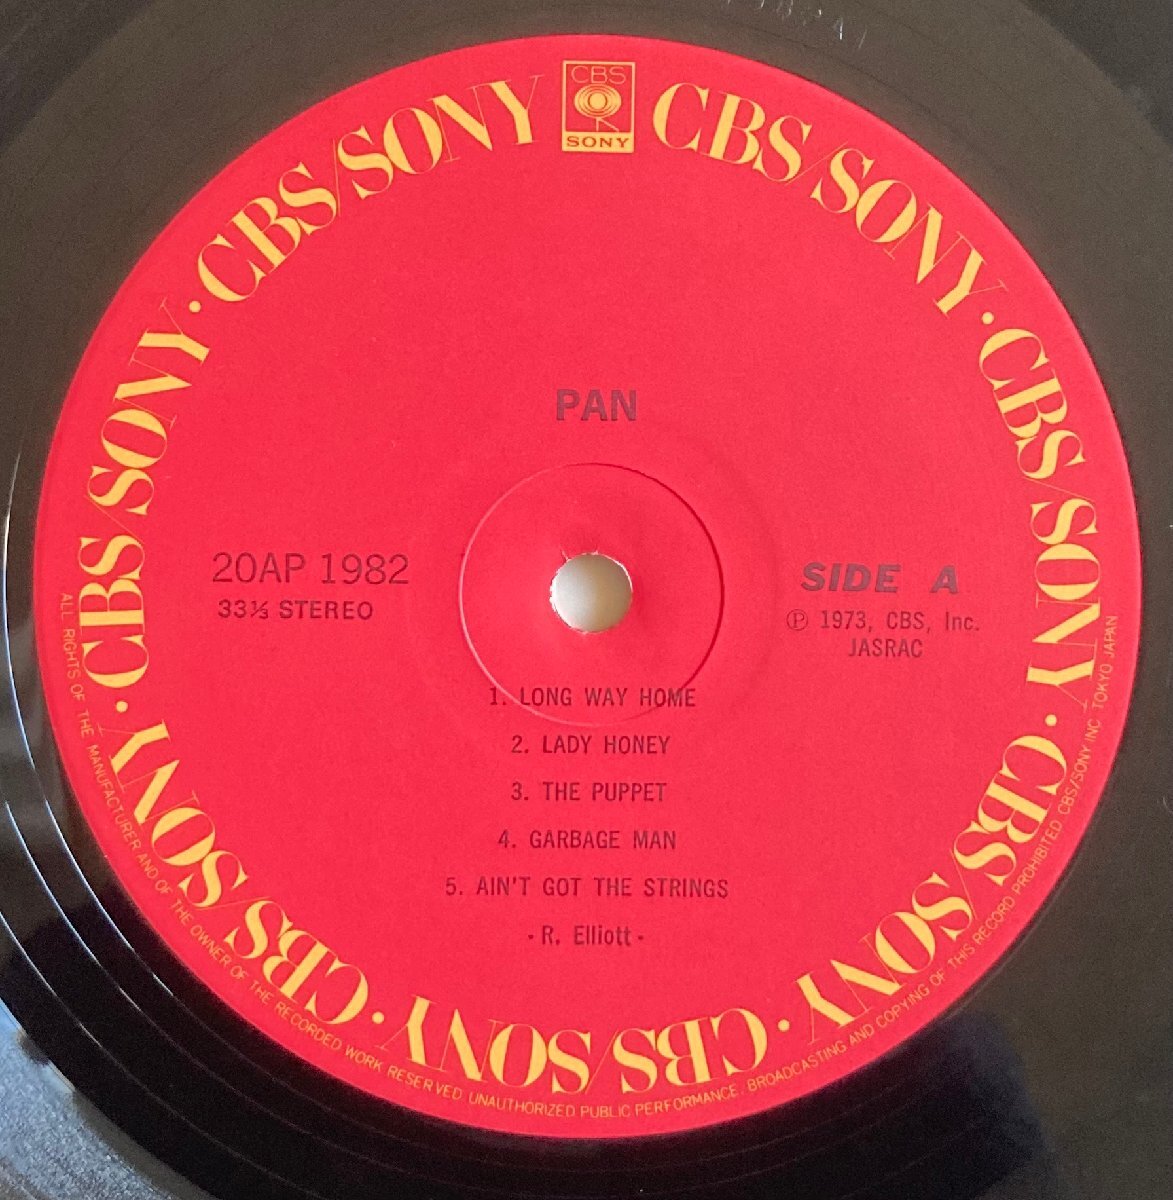 CBS
SONY
CBS/SONY · CBS/SONY · CBS/SONY · CBS/SONY · CBS/SONY · CBS/SONY · CBS/SONY
PAN
20AP 1982
33⅓ STEREO
SIDE A
Ⓟ 1973, CBS, Inc.
JASRAC
1. LONG WAY HOME
2. LADY HONEY
3. THE PUPPET
4. GARBAGE MAN
5. AIN'T GOT THE STRINGS
· R. Elliott ·
ALL RIGHTS OF THE MANUFACTURER AND OF THE OWNER OF THE RECORDED WORK RESERVED UNAUTHORIZED PUBLIC PERFORMANCE, BROADCASTING AND COPYING OF THIS RECORD PROHIBITED CBS/SONY INC TOKYO JAPAN